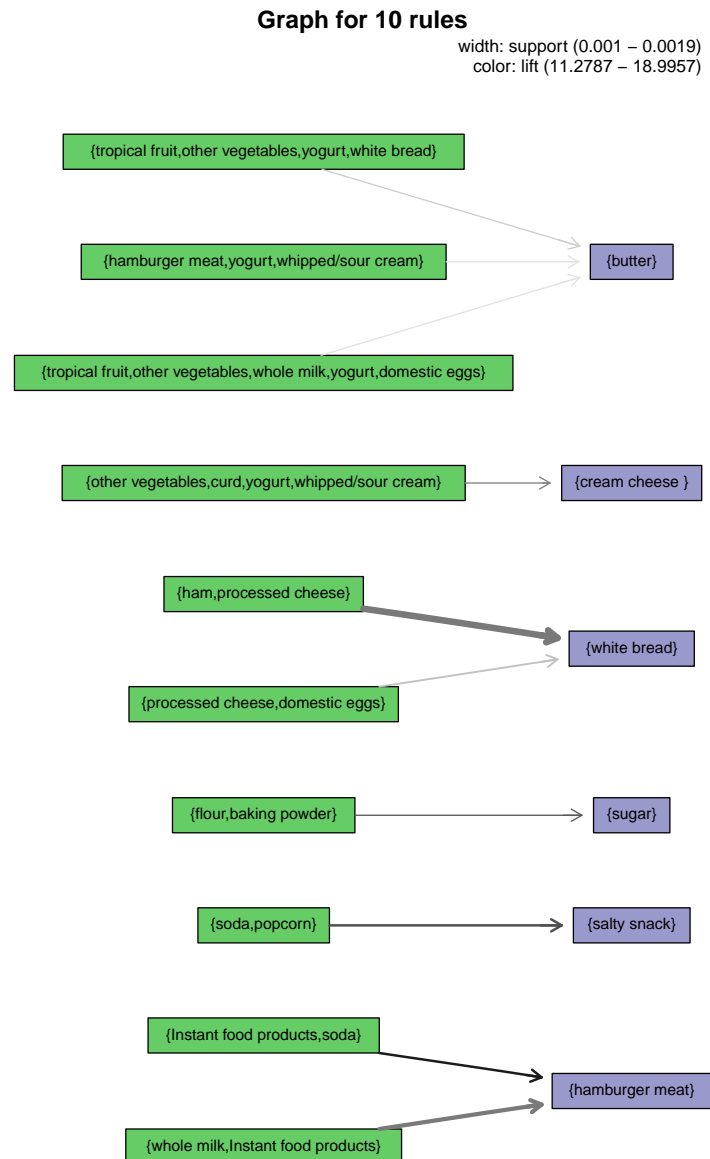 Graph for 10 rules
width: support (0.001 − 0.0019)
color: lift (11.2787 − 18.9957)
{tropical fruit,other vegetables,yogurt,white bread}
{hamburger meat,yogurt,whipped/sour cream}
{butter}
{tropical fruit,other vegetables,whole milk,yogurt,domestic eggs}
{other vegetables,curd,yogurt,whipped/sour cream}
{cream cheese }
{ham,processed cheese}
{white bread}
{processed cheese,domestic eggs}
{flour,baking powder}
{sugar}
{soda,popcorn}
{salty snack}
{Instant food products,soda}
{hamburger meat}
{whole milk,Instant food products}